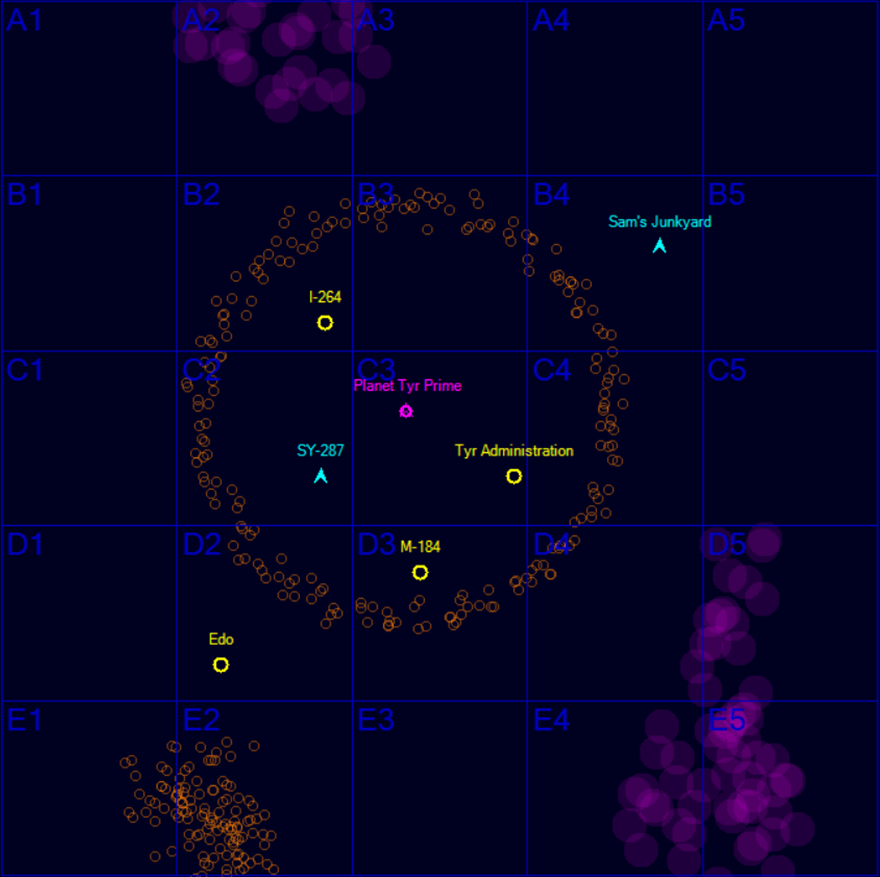 A1
A2
A3
A4
A5
B1
B2
B3
B4
B5
Sam's Junkyard
I-264
C1
C2
C3
C4
C5
Planet Tyr Prime
SY-287
Tyr Administration
D1
D2
D3
D4
D5
M-184
Edo
E1
E2
E3
E4
E5